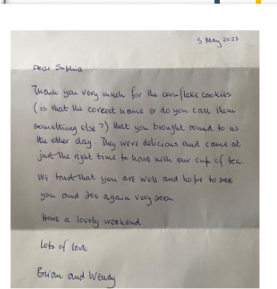 5 May 2023
Dear Sophia
Thank you very much for the cornflake cookies
(is that the correct name or do you call them
something else?) that you brought round to us
the other day. They were delicious and came at
just the right time to have with our cup of tea
We trust that you are well and hope to see
you and Joe again very soon
Have a lovely weekend
Lots of love
Brian and Wendy